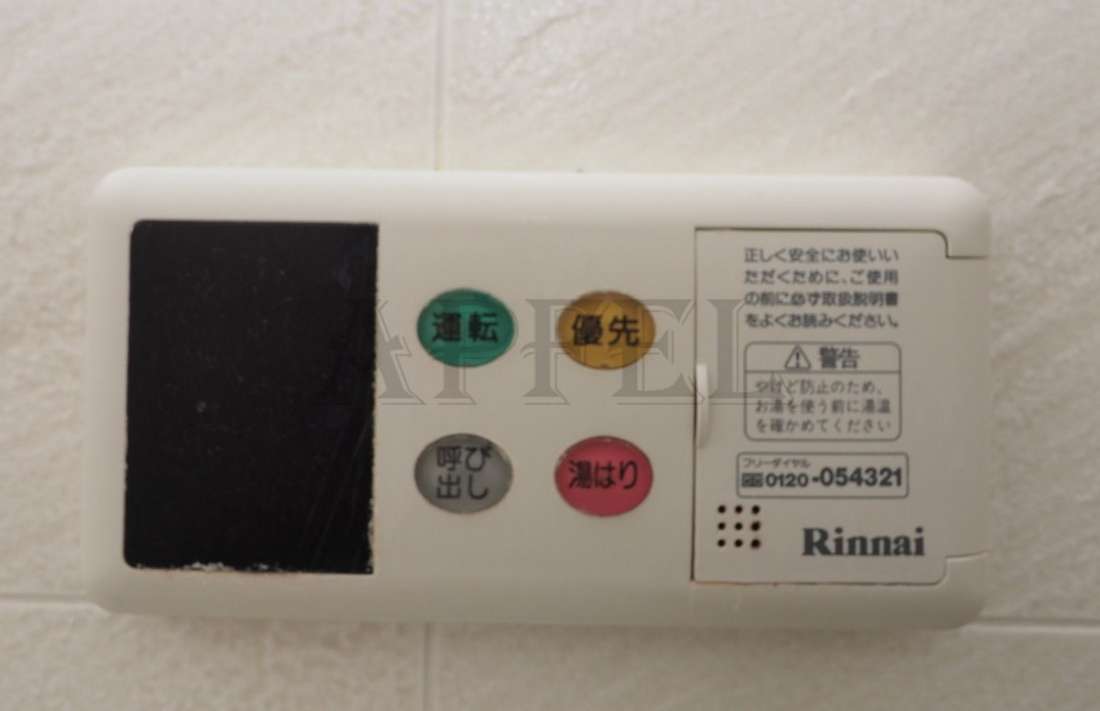 運転
優先
呼び
出し
湯はり
正しく安全にお使いい
ただくために、ご使用
の前に必ず取扱説明書
をよくお読みください。
警告
やけど防止のため、
お湯を使う前に湯温
を確かめてください
フリーダイヤル
0120-054321
Rinnai